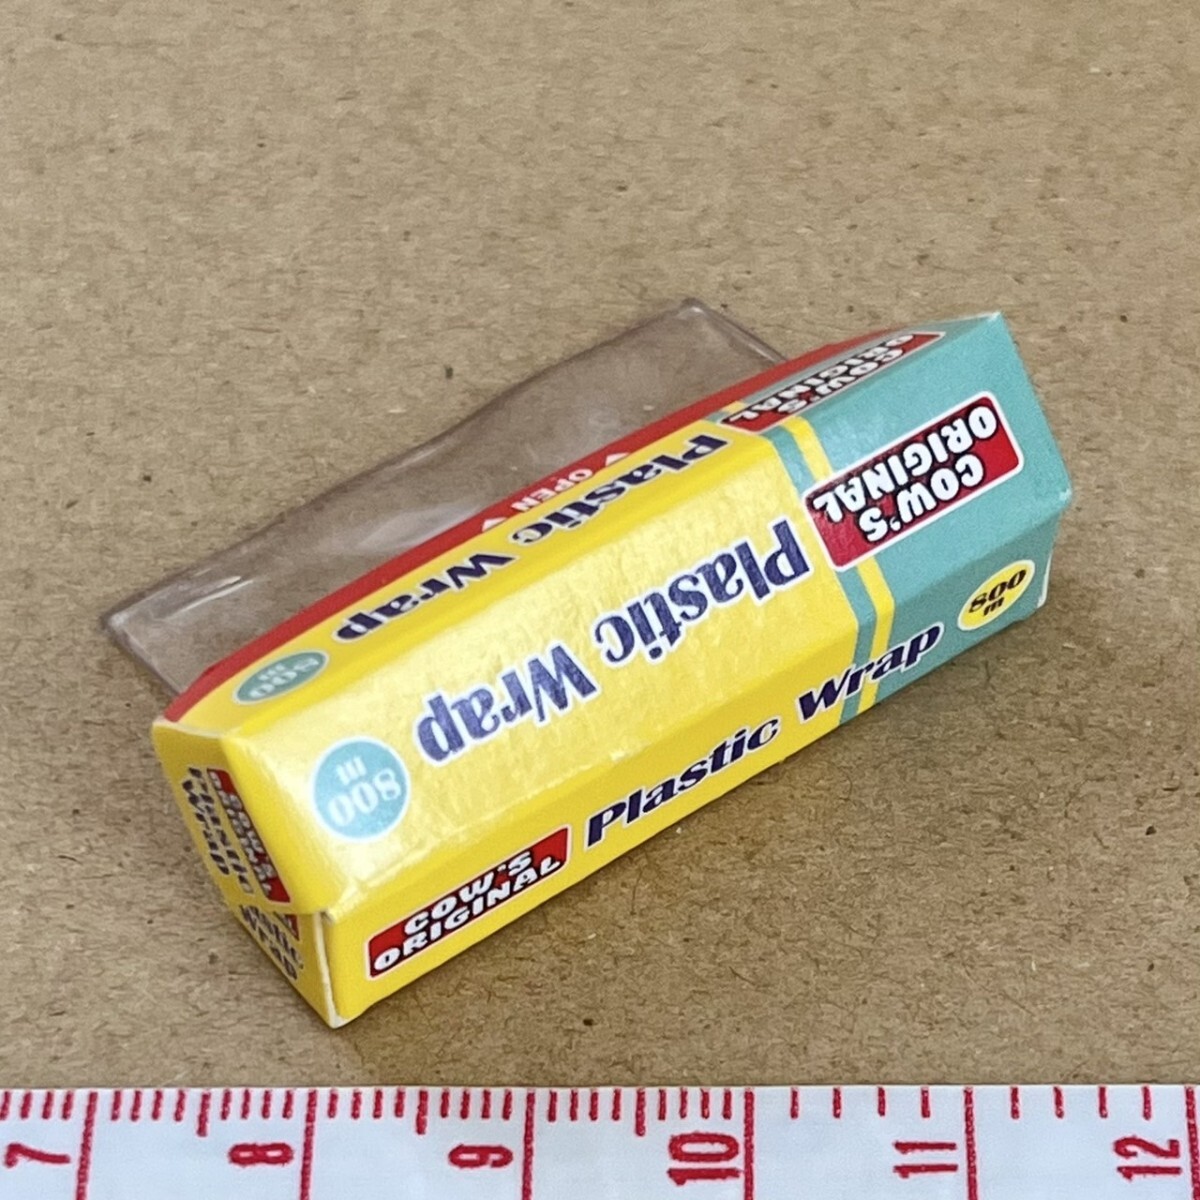 COW'S
ORIGINAL
▽ OPEN ▽
Plastic Wrap
800
m
COW'S
ORIGINAL
Plastic Wrap
800
m
COW'S
ORIGINAL
Plastic Wrap
800
m
7 8 9 10 11 12